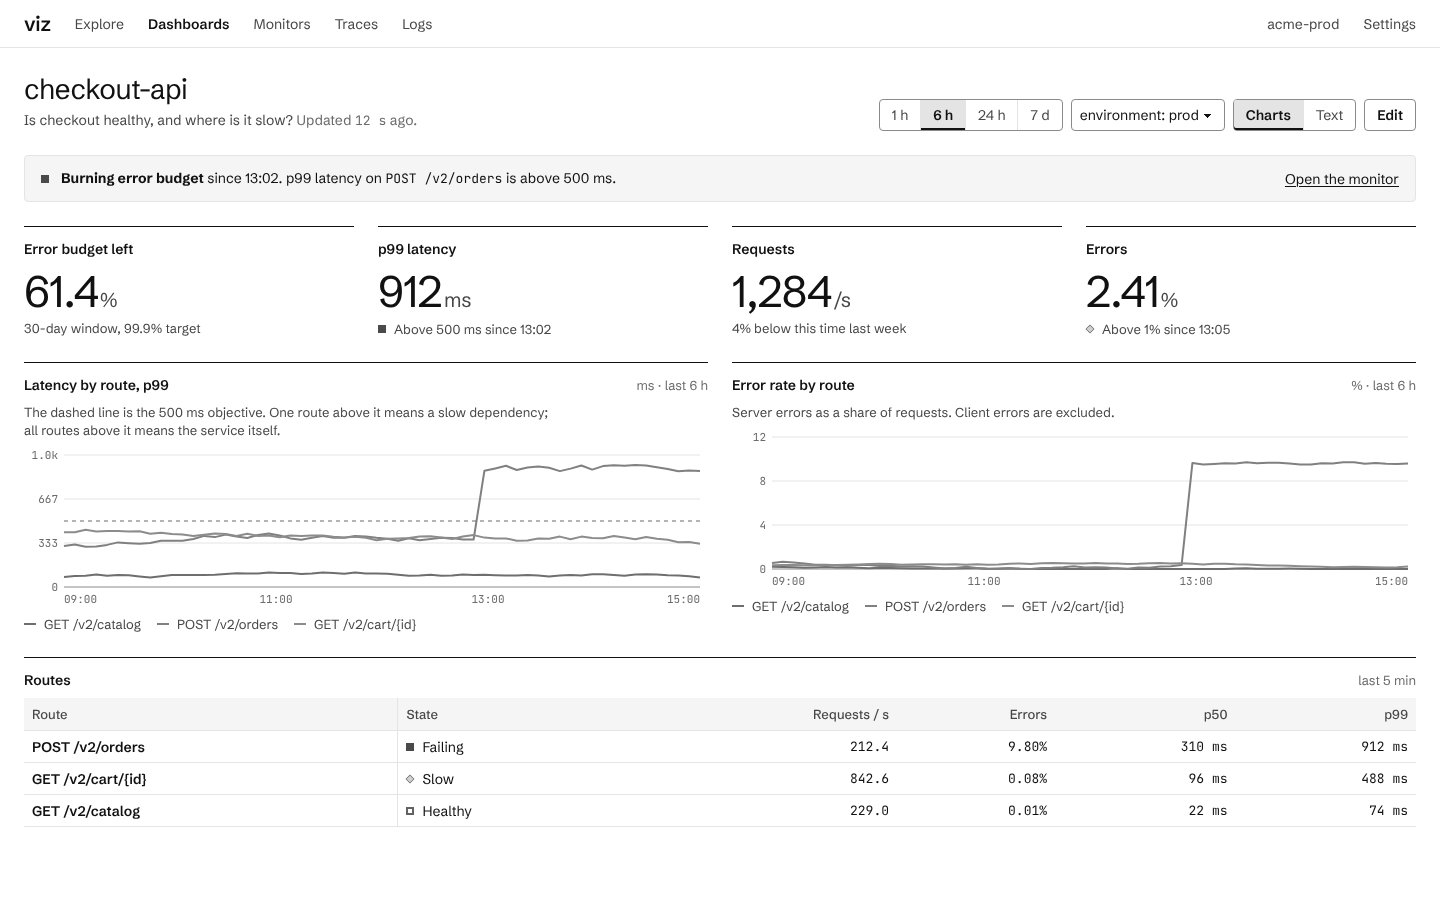 viz Explore Dashboards Monitors Traces Logs acme-prod Settings
checkout-api
Is checkout healthy, and where is it slow? Updated 12 s ago.
1 h 6 h 24 h 7 d environment: prod Charts Text Edit
Burning error budget since 13:02. p99 latency on POST /v2/orders is above 500 ms. Open the monitor
Error budget left
61.4%
30-day window, 99.9% target
p99 latency
912ms
Above 500 ms since 13:02
Requests
1,284/s
4% below this time last week
Errors
2.41%
Above 1% since 13:05
Latency by route, p99 ms · last 6 h
The dashed line is the 500 ms objective. One route above it means a slow dependency;
all routes above it means the service itself.
1.0k
667
333
0
09:00 11:00 13:00 15:00
GET /v2/catalog POST /v2/orders GET /v2/cart/{id}
Error rate by route % · last 6 h
Server errors as a share of requests. Client errors are excluded.
12
8
4
0
09:00 11:00 13:00 15:00
GET /v2/catalog POST /v2/orders GET /v2/cart/{id}
Routes last 5 min
Route State Requests / s Errors p50 p99
POST /v2/orders Failing 212.4 9.80% 310 ms 912 ms
GET /v2/cart/{id} Slow 842.6 0.08% 96 ms 488 ms
GET /v2/catalog Healthy 229.0 0.01% 22 ms 74 ms